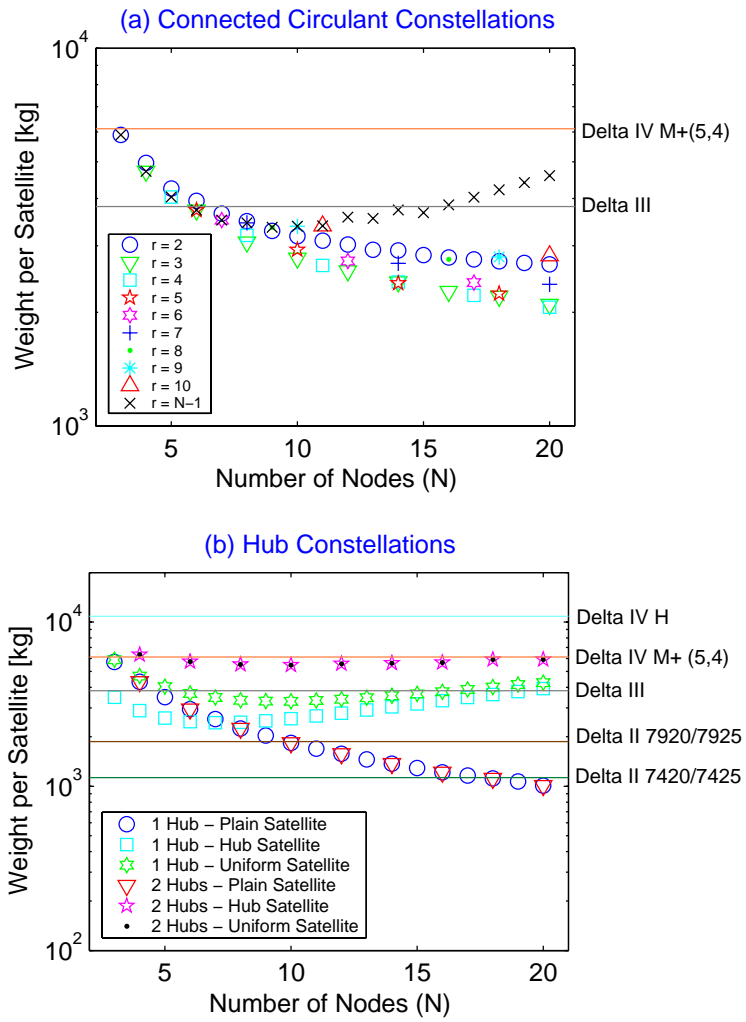 (a) Connected Circulant Constellations
10^4
Delta IV M+(5,4)
Delta III
Weight per Satellite [kg]
r = 2
r = 3
r = 4
r = 5
r = 6
r = 7
r = 8
r = 9
r = 10
r = N−1
10^3
5 10 15 20
Number of Nodes (N)
(b) Hub Constellations
10^4
Delta IV H
Delta IV M+ (5,4)
Delta III
Delta II 7920/7925
10^3
Delta II 7420/7425
Weight per Satellite [kg]
1 Hub − Plain Satellite
1 Hub − Hub Satellite
1 Hub − Uniform Satellite
2 Hubs − Plain Satellite
2 Hubs − Hub Satellite
2 Hubs − Uniform Satellite
10^2
5 10 15 20
Number of Nodes (N)